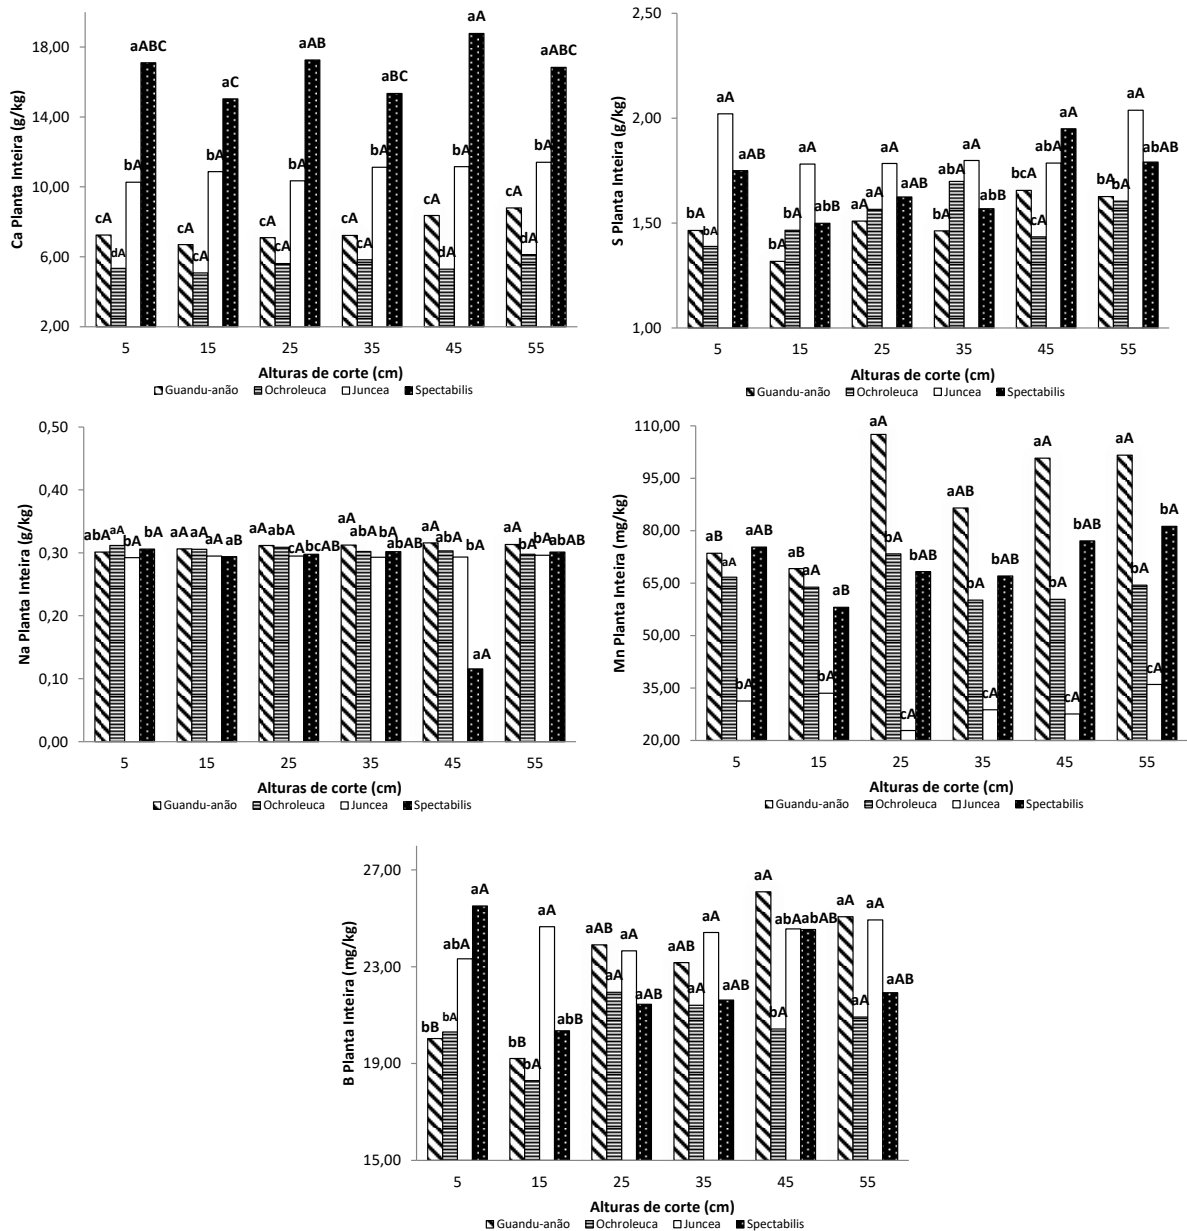 Ca Planta Inteira (g/kg)
18,00
14,00
10,00
6,00
2,00
cA dA bA aABC
cA cA bA aC
cA cA bA aAB
cA cA bA aBC
cA dA bA aA
cA dA bA aABC
5 15 25 35 45 55
Alturas de corte (cm)
Guandu-anão Ochroleuca Juncea Spectabilis
S Planta Inteira (g/kg)
2,50
2,00
1,50
1,00
bA bA aA aAB
bA bA aA abB
aA aA aA aAB
bA abA aA abB
bcA cA abA aA
bA bA aA abAB
5 15 25 35 45 55
Alturas de corte (cm)
Guandu-anão Ochroleuca Juncea Spectabilis
Na Planta Inteira (g/kg)
0,50
0,40
0,30
0,20
0,10
0,00
abA aA bA bA
aA aA aA aB
aA abA cA bcAB
aA abA bA abAB
aA abA bA aA
aA bA bA abAB
5 15 25 35 45 55
Alturas de corte (cm)
Guandu-anão Ochroleuca Juncea Spectabilis
Mn Planta Inteira (mg/kg)
110,00
95,00
80,00
65,00
50,00
35,00
20,00
aB aA bA aAB
aB aA bA aB
aA bA cA bAB
aAB bA cA bAB
aA bA cA bAB
aA bA cA bA
5 15 25 35 45 55
Alturas de corte (cm)
Guandu-anão Ochroleuca Juncea Spectabilis
B Planta Inteira (mg/kg)
27,00
23,00
19,00
15,00
bB bA abA aA
bB bA aA abB
aAB aA aA aAB
aAB aA aA aAB
aA bA abA abAB
aA aA aA aAB
5 15 25 35 45 55
Alturas de corte (cm)
Guandu-anão Ochroleuca Juncea Spectabilis